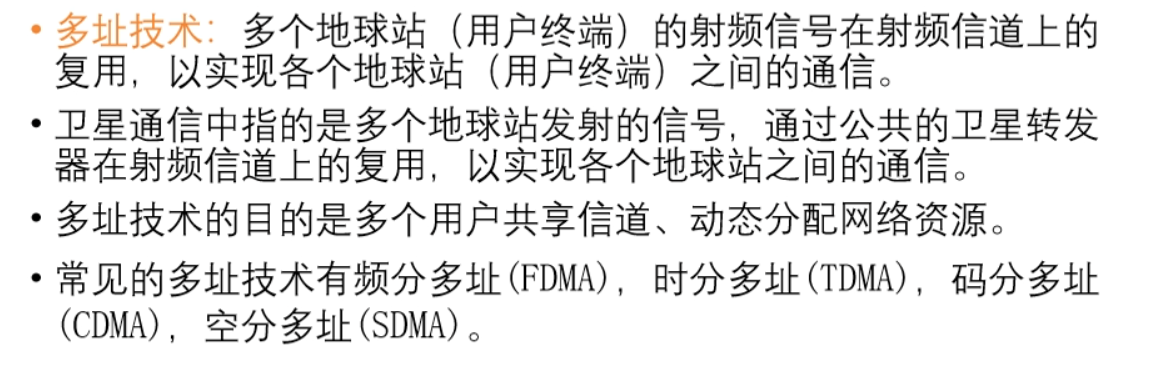 • 多址技术：多个地球站（用户终端）的射频信号在射频信道上的
复用，以实现各个地球站（用户终端）之间的通信。
• 卫星通信中指的是多个地球站发射的信号，通过公共的卫星转发
器在射频信道上的复用，以实现各个地球站之间的通信。
• 多址技术的目的是多个用户共享信道、动态分配网络资源。
• 常见的多址技术有频分多址(FDMA)，时分多址(TDMA)，码分多址
(CDMA)，空分多址(SDMA)。